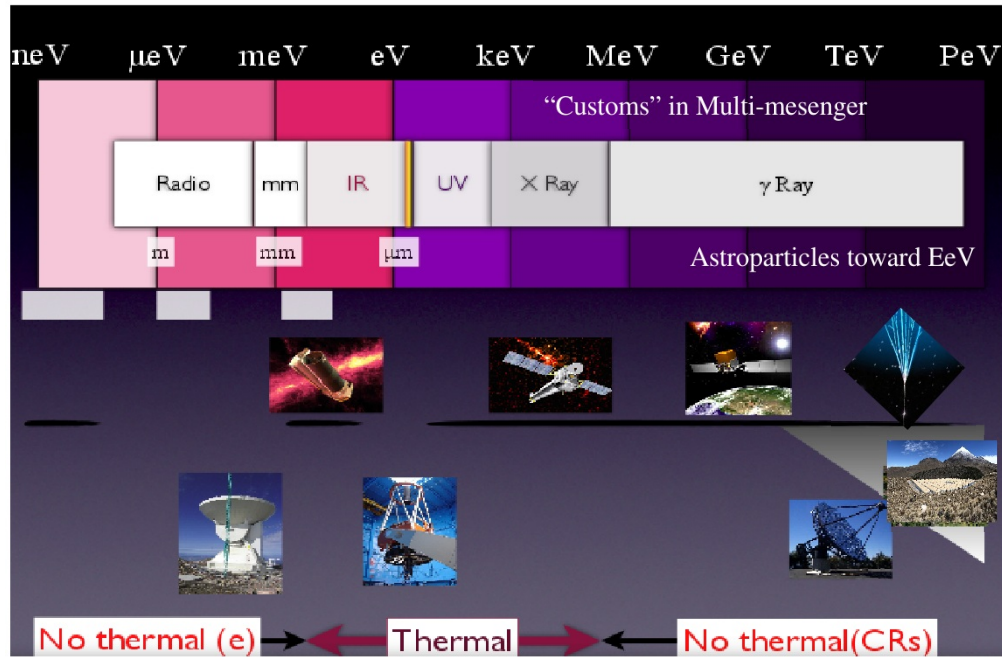 neV μeV meV eV keV MeV GeV TeV PeV
“Customs” in Multi-mesenger
Radio mm IR UV X Ray γ Ray
m mm μm
Astroparticles toward EeV
No thermal (e) Thermal No thermal(CRs)